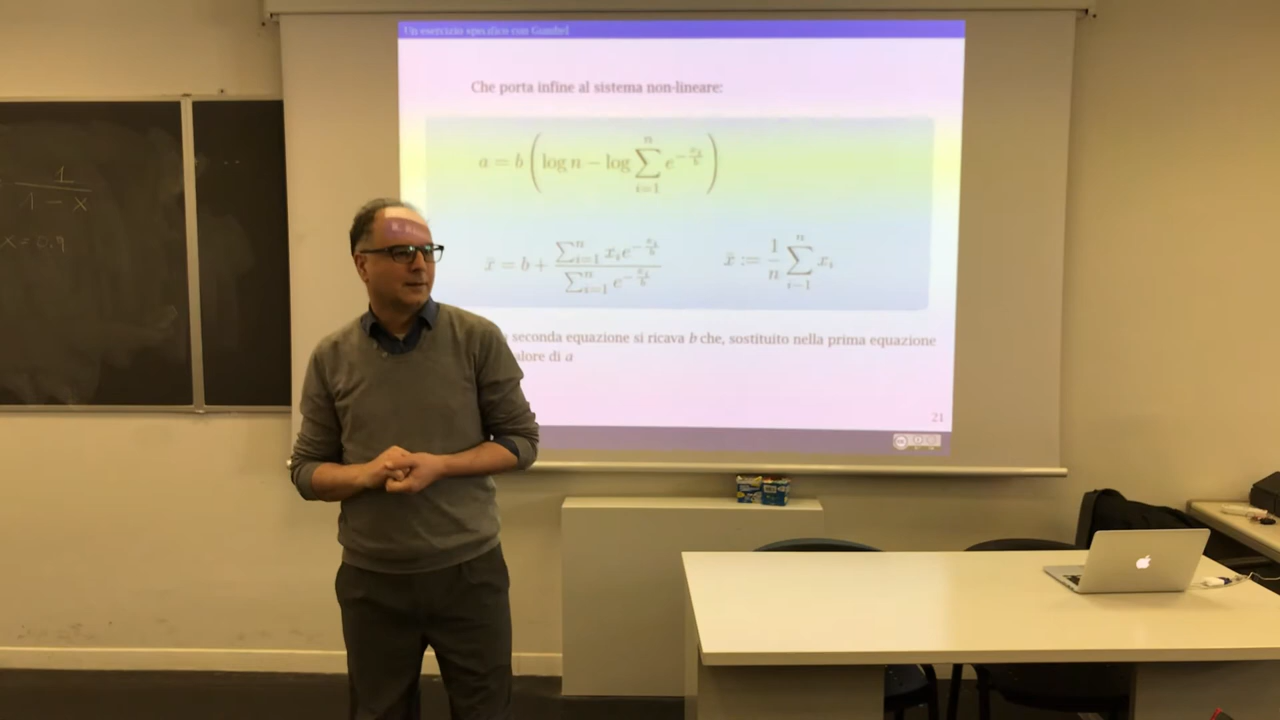 Un esercizio specifico con Gumbel
Che porta infine al sistema non-lineare:
a = b ( log n − log ∑_{i=1}^{n} e^{−x_i/b} )
x̄ = b + ∑_{i=1}^{n} x_i e^{−x_i/b} / ∑_{i=1}^{n} e^{−x_i/b}    x̄ := 1/n ∑_{i=1}^{n} x_i
seconda equazione si ricava b che, sostituito nella prima equazione
di a
21
1
1 − x
x = 0.9